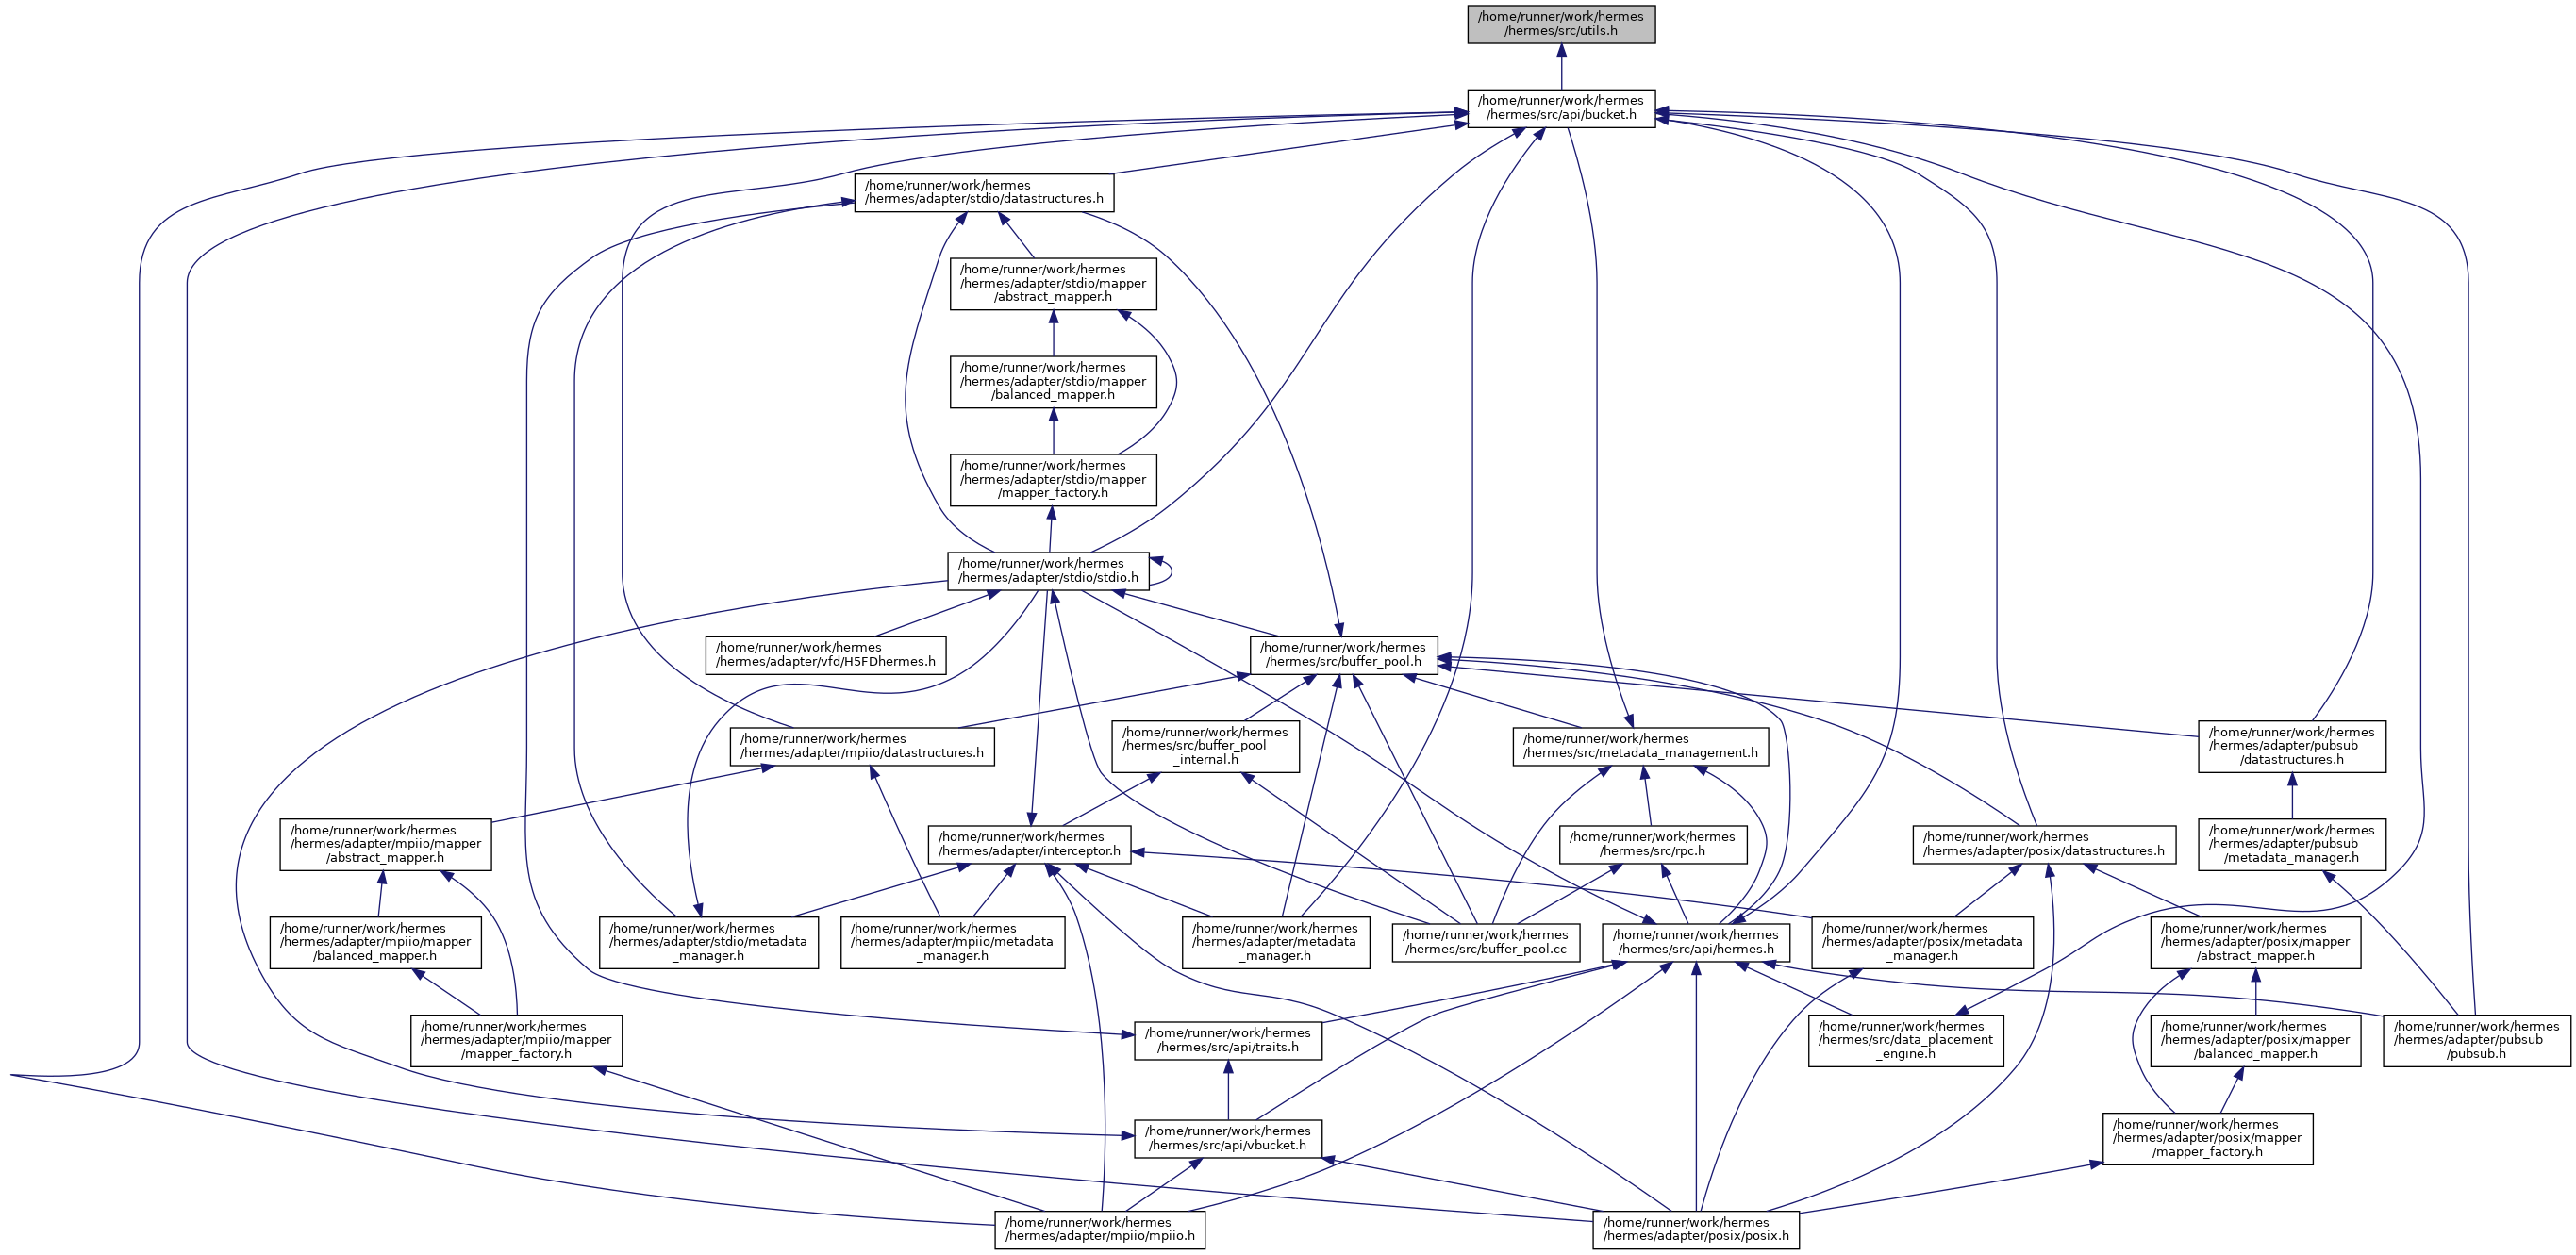 /home/runner/work/hermes
/hermes/src/utils.h
/home/runner/work/hermes
/hermes/src/api/bucket.h
/home/runner/work/hermes
/hermes/adapter/stdio/datastructures.h
/home/runner/work/hermes
/hermes/adapter/stdio/mapper
/abstract_mapper.h
/home/runner/work/hermes
/hermes/adapter/stdio/mapper
/balanced_mapper.h
/home/runner/work/hermes
/hermes/adapter/stdio/mapper
/mapper_factory.h
/home/runner/work/hermes
/hermes/adapter/stdio/stdio.h
/home/runner/work/hermes
/hermes/adapter/vfd/H5FDhermes.h
/home/runner/work/hermes
/hermes/src/buffer_pool.h
/home/runner/work/hermes
/hermes/adapter/mpiio/datastructures.h
/home/runner/work/hermes
/hermes/src/buffer_pool
_internal.h
/home/runner/work/hermes
/hermes/src/metadata_management.h
/home/runner/work/hermes
/hermes/adapter/pubsub
/datastructures.h
/home/runner/work/hermes
/hermes/adapter/mpiio/mapper
/abstract_mapper.h
/home/runner/work/hermes
/hermes/adapter/interceptor.h
/home/runner/work/hermes
/hermes/src/rpc.h
/home/runner/work/hermes
/hermes/adapter/posix/datastructures.h
/home/runner/work/hermes
/hermes/adapter/pubsub
/metadata_manager.h
/home/runner/work/hermes
/hermes/adapter/mpiio/mapper
/balanced_mapper.h
/home/runner/work/hermes
/hermes/adapter/stdio/metadata
_manager.h
/home/runner/work/hermes
/hermes/adapter/mpiio/metadata
_manager.h
/home/runner/work/hermes
/hermes/adapter/metadata
_manager.h
/home/runner/work/hermes
/hermes/src/buffer_pool.cc
/home/runner/work/hermes
/hermes/src/api/hermes.h
/home/runner/work/hermes
/hermes/adapter/posix/metadata
_manager.h
/home/runner/work/hermes
/hermes/adapter/posix/mapper
/abstract_mapper.h
/home/runner/work/hermes
/hermes/adapter/mpiio/mapper
/mapper_factory.h
/home/runner/work/hermes
/hermes/src/api/traits.h
/home/runner/work/hermes
/hermes/src/data_placement
_engine.h
/home/runner/work/hermes
/hermes/adapter/posix/mapper
/balanced_mapper.h
/home/runner/work/hermes
/hermes/adapter/pubsub
/pubsub.h
/home/runner/work/hermes
/hermes/src/api/vbucket.h
/home/runner/work/hermes
/hermes/adapter/posix/mapper
/mapper_factory.h
/home/runner/work/hermes
/hermes/adapter/mpiio/mpiio.h
/home/runner/work/hermes
/hermes/adapter/posix/posix.h